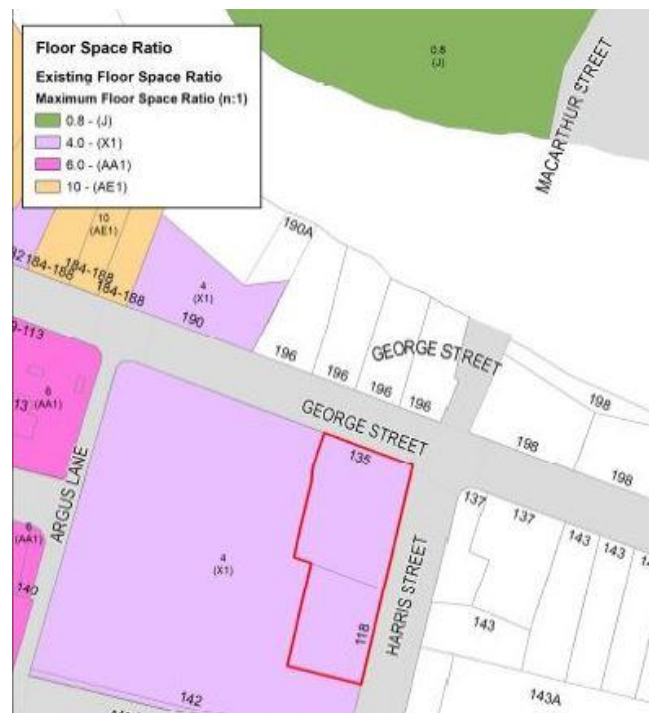 Floor Space Ratio
Existing Floor Space Ratio
Maximum Floor Space Ratio (n:1)
0.8 - (J)
4.0 - (X1)
6.0 - (AA1)
10 - (AE1)
0.8
(J)
MACARTHUR STREET
190A
10
(AE1)
184-186
184-188
184-188
4
(X1)
190
196
196
196
196
GEORGE STREET
198
198
198
GEORGE STREET
135
6
(AA1)
ARGUS LANE
137
137
143
143
143
HARRIS STREET
4
(X1)
6
(AA1)
140
118
143
143A
142